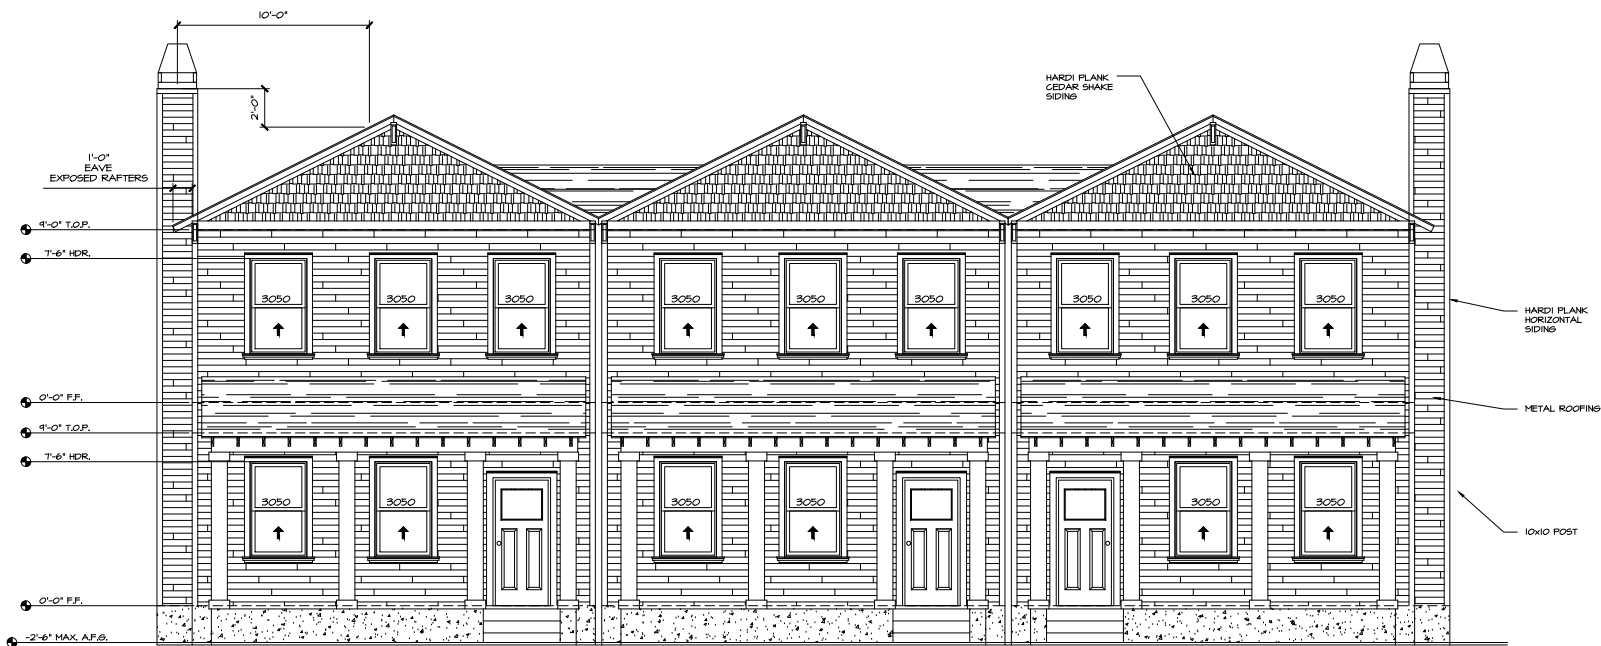 10'-0"
2'-0"
HARDI PLANK
CEDAR SHAKE
SIDING
1'-0"
EAVE
EXPOSED RAFTERS
9'-0" T.O.P.
7'-6" HDR.
3050 3050 3050 3050 3050 3050 3050 3050 3050
HARDI PLANK
HORIZONTAL
SIDING
0'-0" F.F.
METAL ROOFING
9'-0" T.O.P.
7'-6" HDR.
3050 3050 3050 3050 3050 3050
10x10 POST
0'-0" F.F.
-2'-6" MAX. A.F.G.